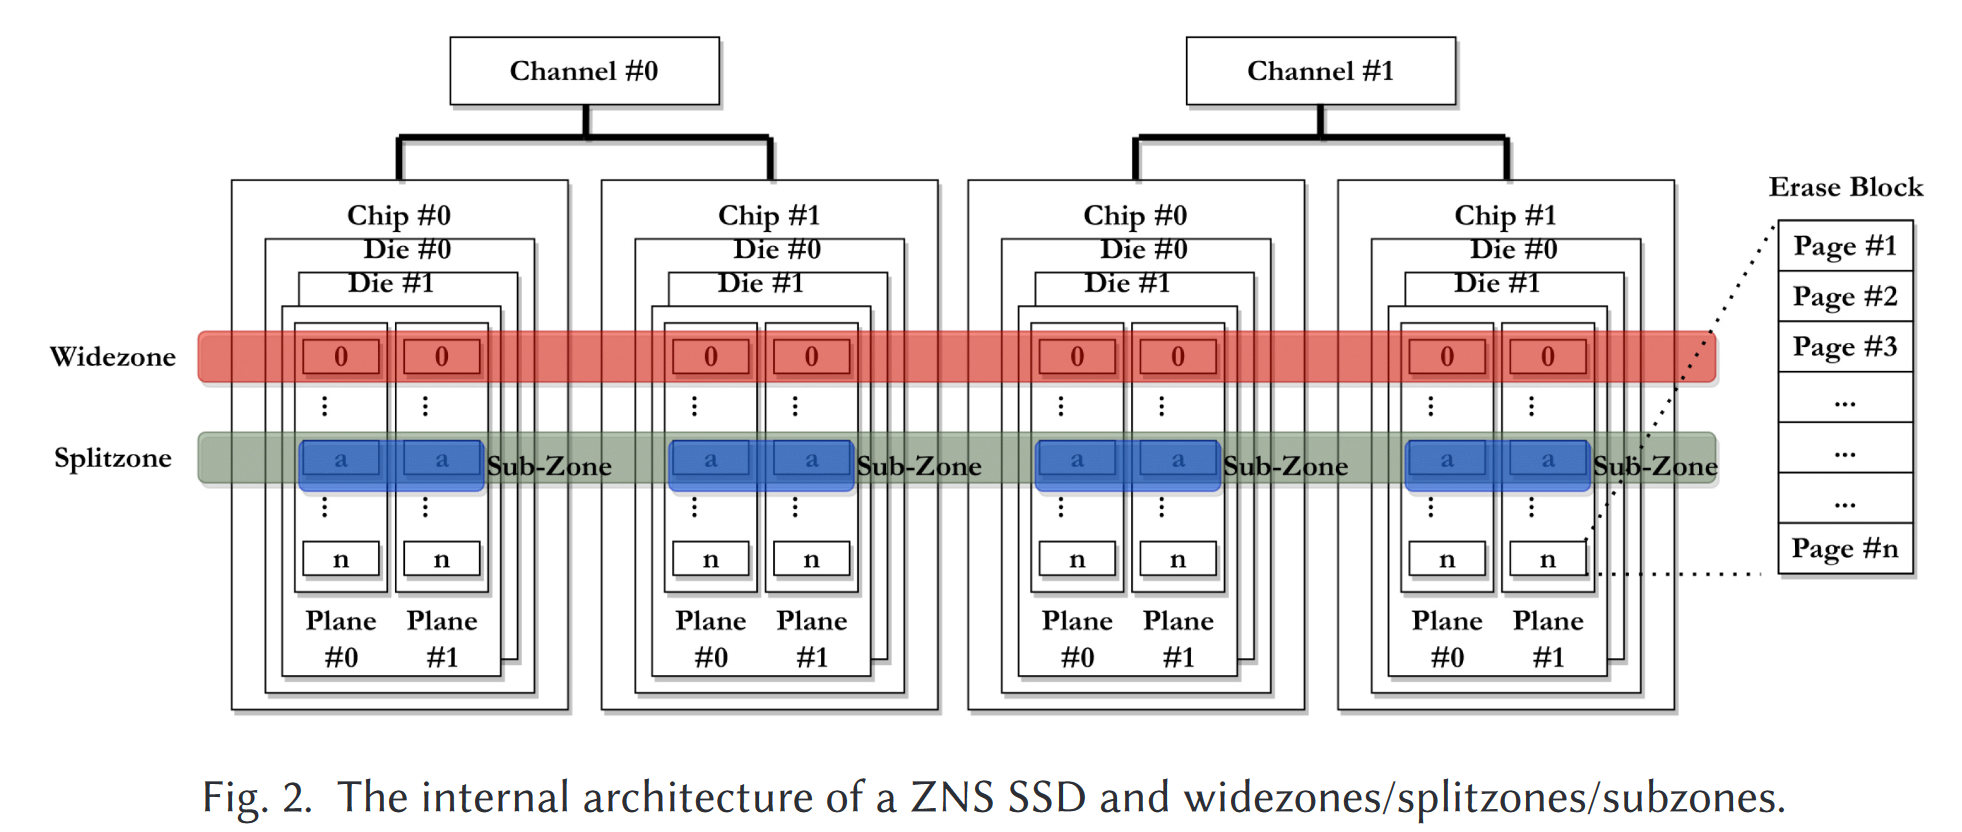 Channel #0
Channel #1
Chip #0
Chip #1
Chip #0
Chip #1
Erase Block
Die #0
Die #0
Die #0
Die #0
Page #1
Die #1
Die #1
Die #1
Die #1
Page #2
Widezone
0 0 0 0 0 0 0 0
Page #3
...
Splitzone
a a Sub-Zone a a Sub-Zone a a Sub-Zone a a Sub-Zone
...
...
n n n n n n n n
Page #n
Plane Plane Plane Plane Plane Plane Plane Plane
#0 #1 #0 #1 #0 #1 #0 #1
Fig. 2. The internal architecture of a ZNS SSD and widezones/splitzones/subzones.